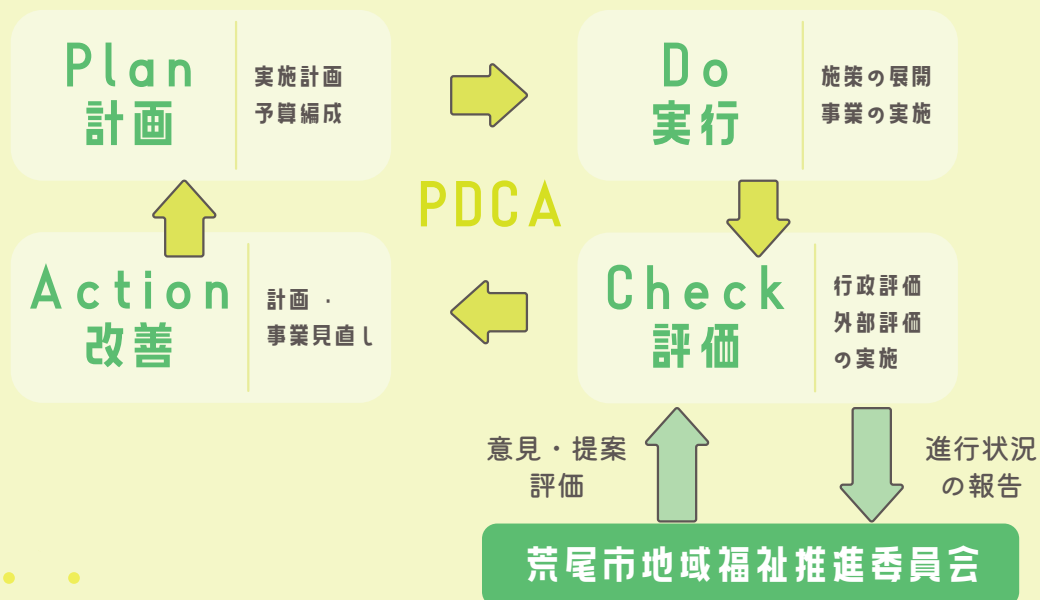 Plan
計画
実施計画
予算編成
Do
実行
施策の展開
事業の実施
PDCA
Action
改善
計画・
事業見直し
Check
評価
行政評価
外部評価
の実施
意見・提案
評価
進行状況
の報告
荒尾市地域福祉推進委員会